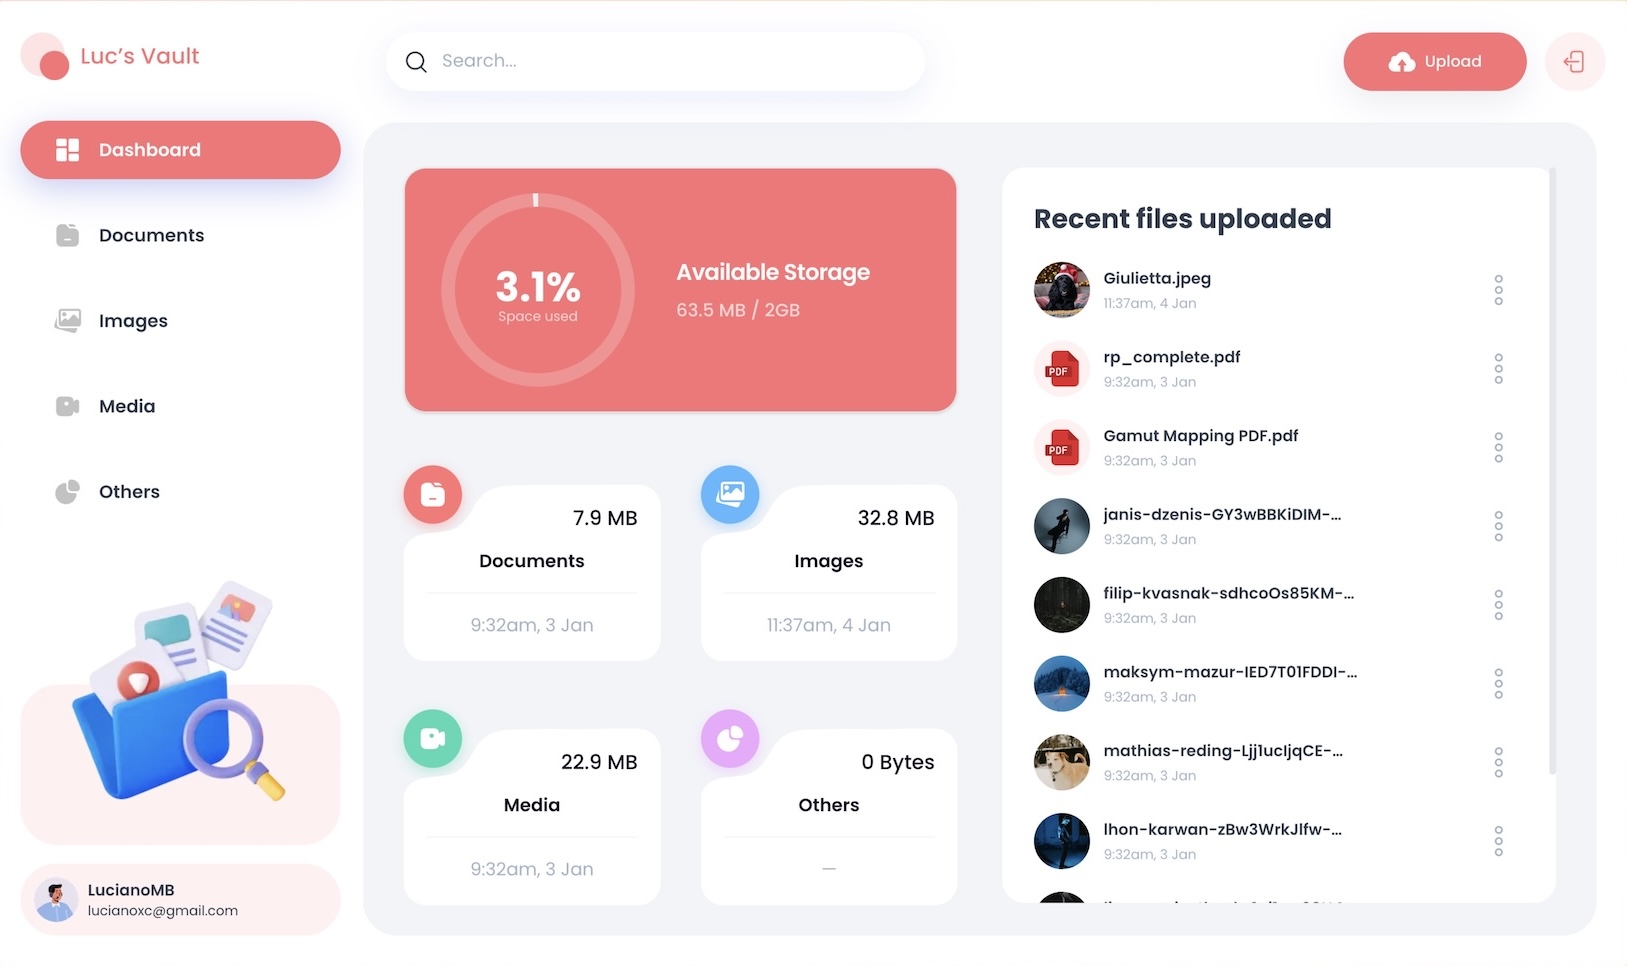 Luc's Vault
Search...
Upload
Dashboard
Documents
Images
Media
Others
LucianoMB
lucianoxc@gmail.com
3.1%
Space used
Available Storage
63.5 MB / 2GB
7.9 MB
Documents
9:32am, 3 Jan
32.8 MB
Images
11:37am, 4 Jan
22.9 MB
Media
9:32am, 3 Jan
0 Bytes
Others
—
Recent files uploaded
Giulietta.jpeg
11:37am, 4 Jan
PDF
rp_complete.pdf
9:32am, 3 Jan
PDF
Gamut Mapping PDF.pdf
9:32am, 3 Jan
janis-dzenis-GY3wBBKiDIM-...
9:32am, 3 Jan
filip-kvasnak-sdhcoOs85KM-...
9:32am, 3 Jan
maksym-mazur-IED7T01FDDI-...
9:32am, 3 Jan
mathias-reding-Ljj1ucIjqCE-...
9:32am, 3 Jan
lhon-karwan-zBw3WrkJlfw-...
9:32am, 3 Jan